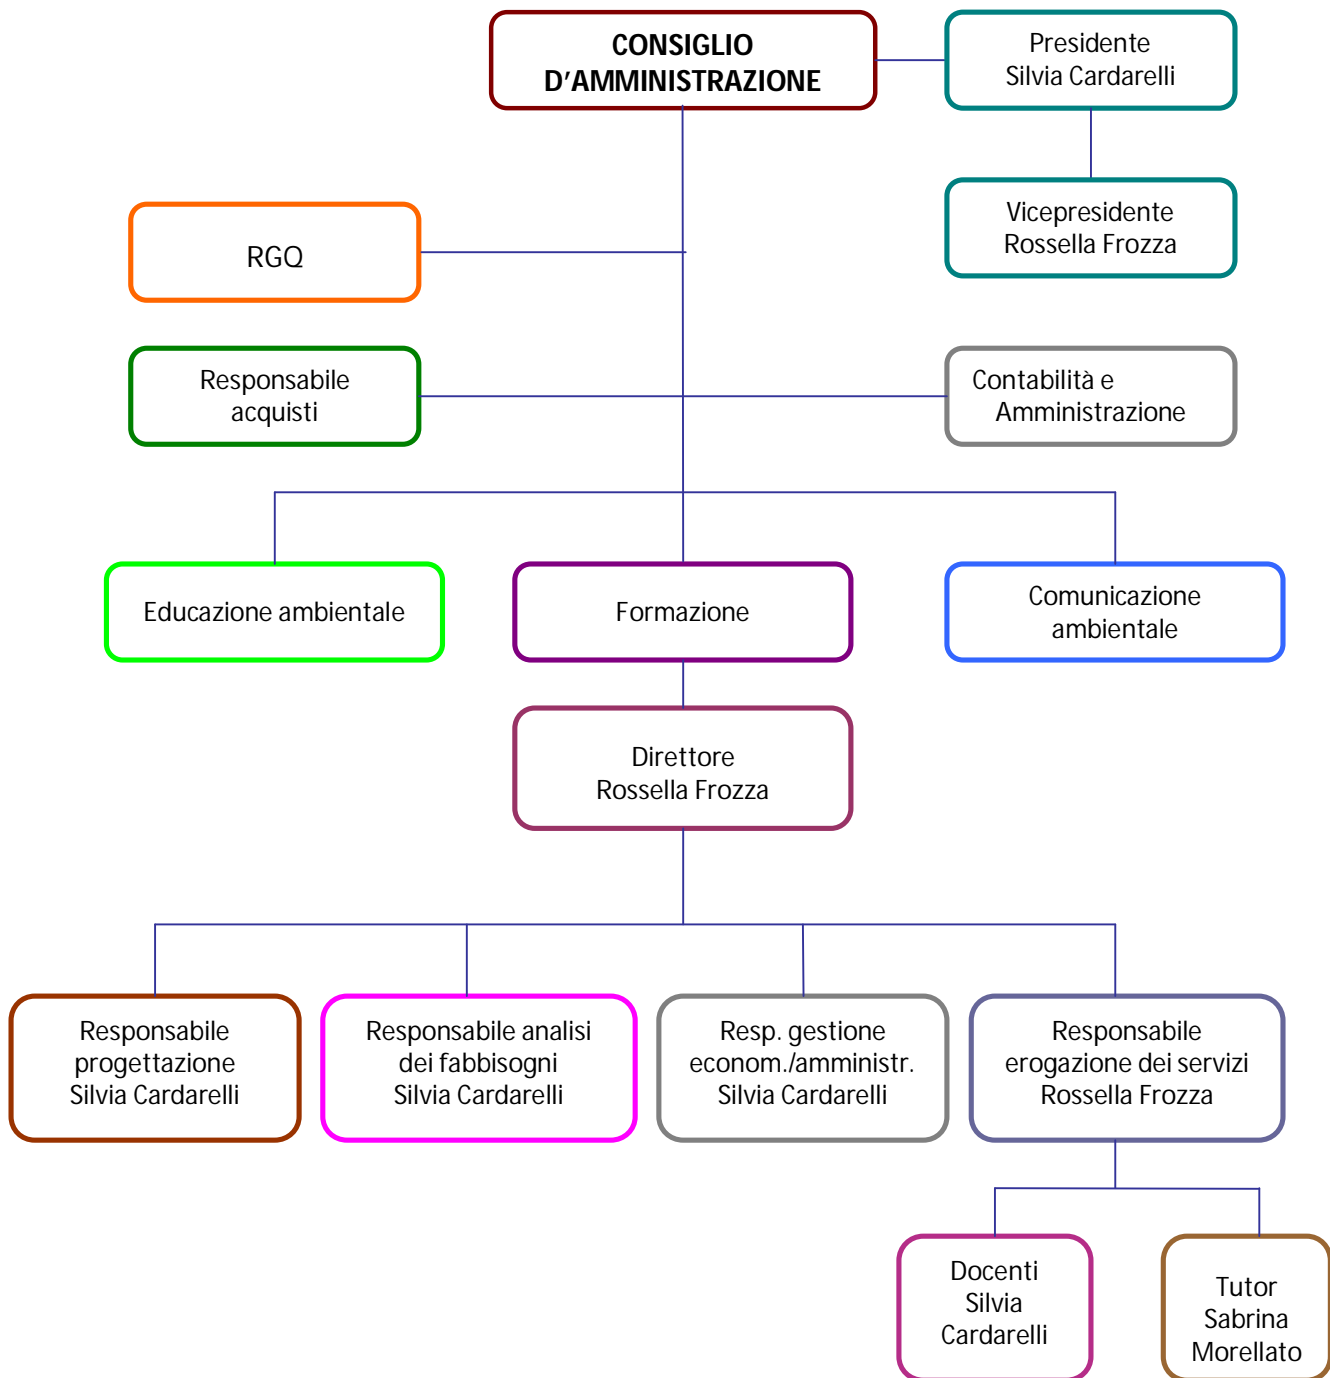 CONSIGLIO
D'AMMINISTRAZIONE
Presidente
Silvia Cardarelli
Vicepresidente
Rossella Frozza
RGQ
Responsabile
acquisti
Contabilità e
Amministrazione
Educazione ambientale
Formazione
Comunicazione
ambientale
Direttore
Rossella Frozza
Responsabile
progettazione
Silvia Cardarelli
Responsabile analisi
dei fabbisogni
Silvia Cardarelli
Resp. gestione
econom./amministr.
Silvia Cardarelli
Responsabile
erogazione dei servizi
Rossella Frozza
Docenti
Silvia
Cardarelli
Tutor
Sabrina
Morellato